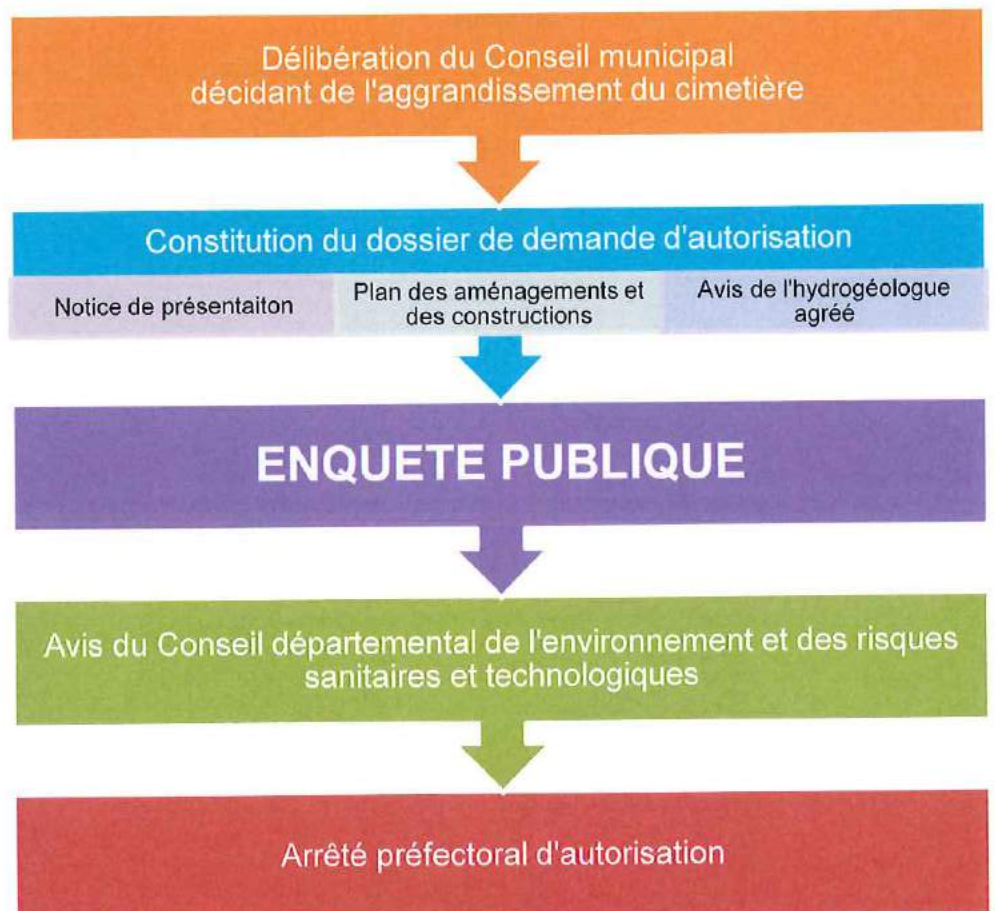 Délibération du Conseil municipal
décidant de l'aggrandissement du cimetière
Constitution du dossier de demande d'autorisation
Notice de présentaiton
Plan des aménagements et
des constructions
Avis de l'hydrogéologue
agréé
ENQUETE PUBLIQUE
Avis du Conseil départemental de l'environnement et des risques
sanitaires et technologiques
Arrêté préfectoral d'autorisation